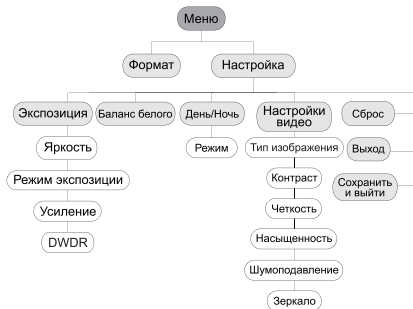 Меню
Формат
Настройка
Экспозиция
Яркость
Режим экспозиции
Усиление
DWDR
Баланс белого
День/Ночь
Режим
Настройки
видео
Тип изображения
Контраст
Четкость
Насыщенность
Шумоподавление
Зеркало
Сброс
Выход
Сохранить
и выйти